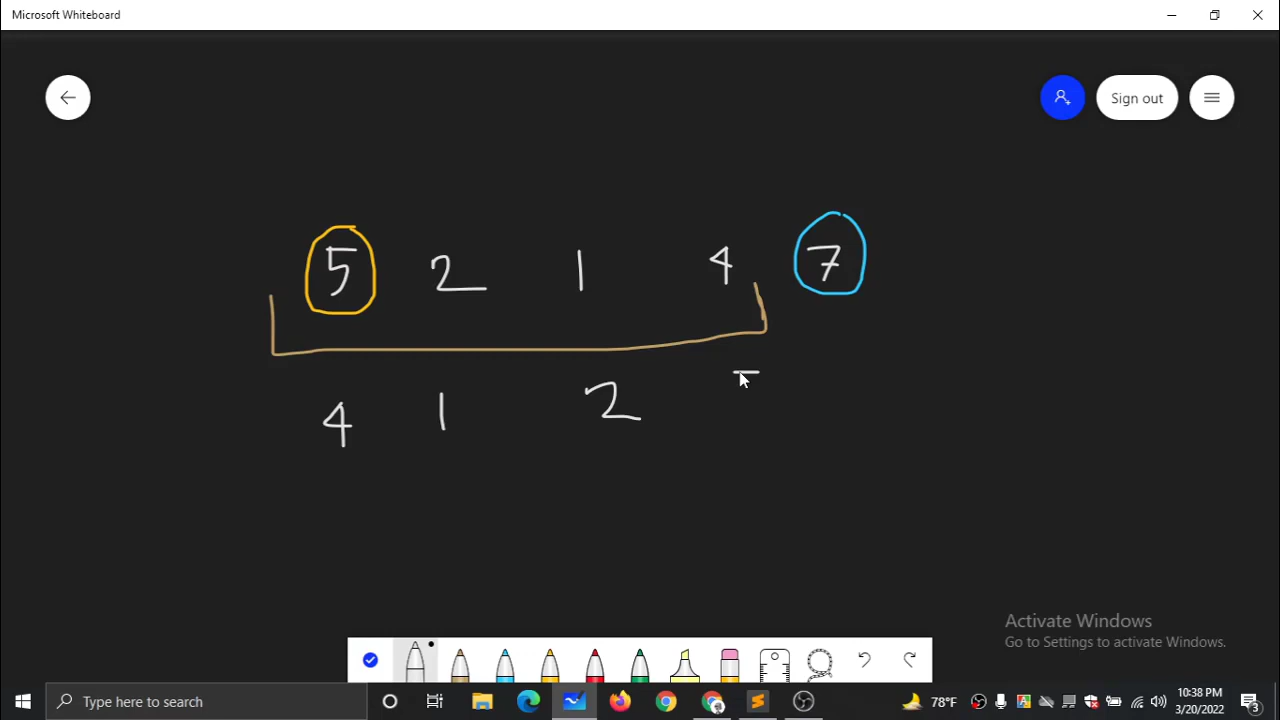 Microsoft Whiteboard
Sign out
5 2 1 4 7
4 1 2
Activate Windows
Go to Settings to activate Windows.
Type here to search
78°F
10:38 PM
3/20/2022
3